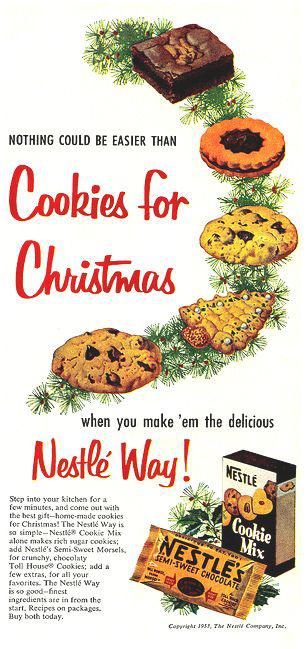 NOTHING COULD BE EASIER THAN
Cookies for
Christmas
when you make 'em the delicious
Nestlé Way!
Step into your kitchen for a
few minutes, and come out with
the best gift—home-made cookies
for Christmas! The Nestlé Way is
so simple—Nestlé® Cookie Mix
alone makes rich sugar cookies;
add Nestlé's Semi-Sweet Morsels,
for crunchy, chocolaty
Toll House® Cookies; add a
few extras, for all your
favorites. The Nestlé Way
is so good—finest
ingredients are in from the
start. Recipes on packages.
Buy both today.
NESTLÉ
Cookie
Mix
NESTLÉ'S
SEMI-SWEET CHOCOLATE
Copyright 1953, The Nestlé Company, Inc.